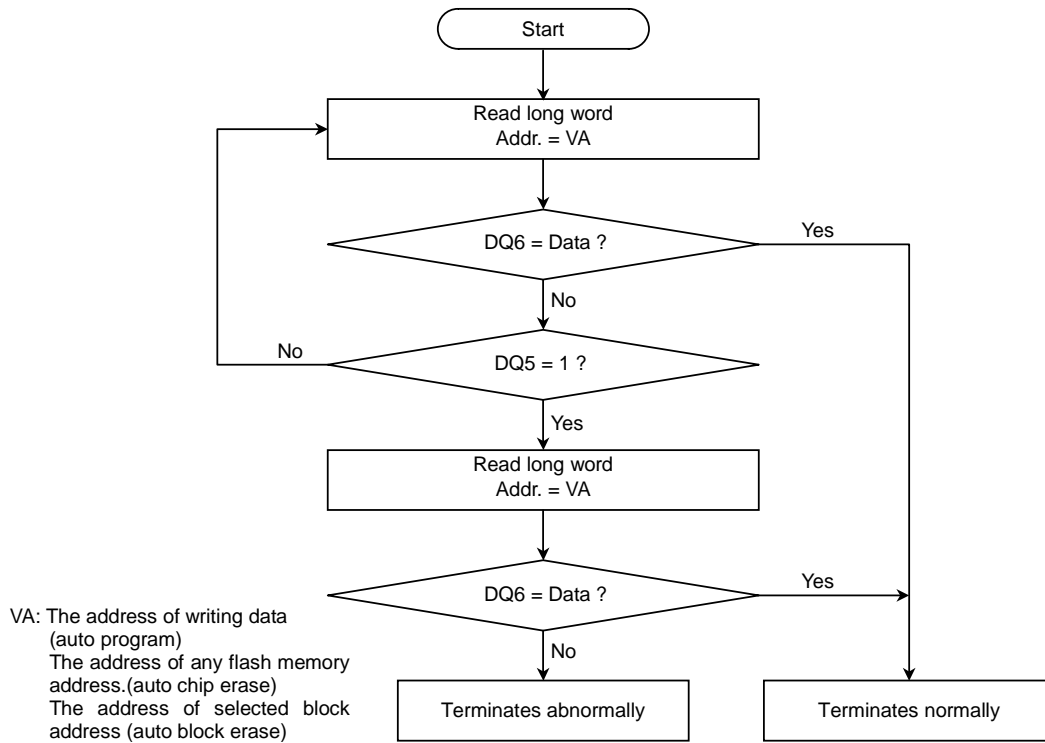 Start
Read long word
Addr. = VA
DQ6 = Data ?
Yes
No
DQ5 = 1 ?
No
Yes
Read long word
Addr. = VA
DQ6 = Data ?
Yes
No
Terminates abnormally
Terminates normally
VA: The address of writing data
(auto program)
The address of any flash memory
address.(auto chip erase)
The address of selected block
address (auto block erase)